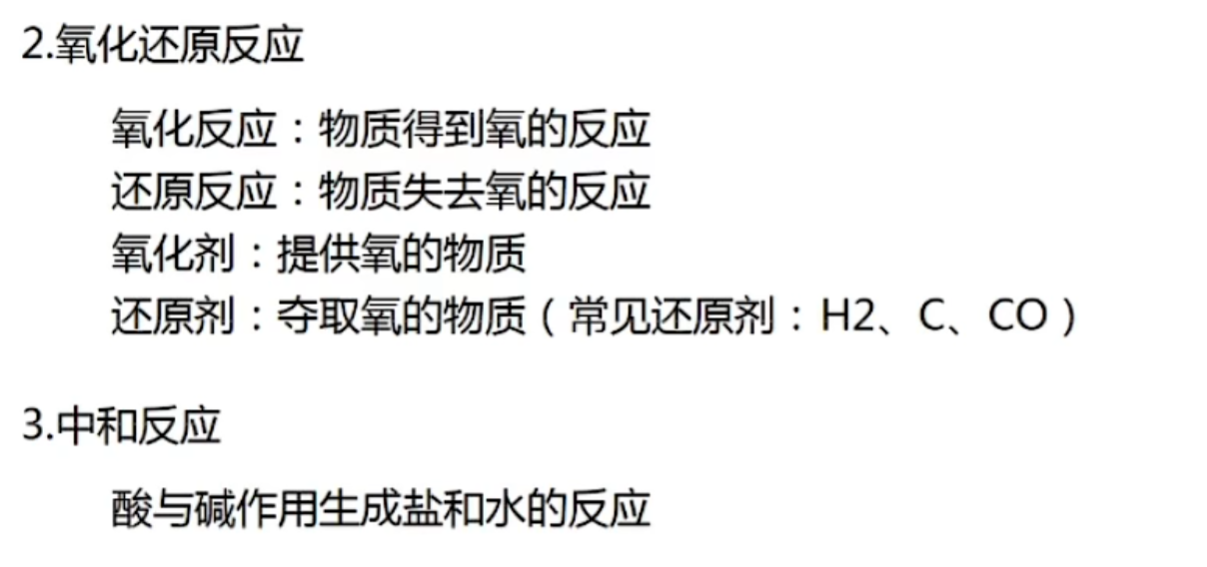 2.氧化还原反应
氧化反应：物质得到氧的反应
还原反应：物质失去氧的反应
氧化剂：提供氧的物质
还原剂：夺取氧的物质（常见还原剂：H2、C、CO）
3.中和反应
酸与碱作用生成盐和水的反应